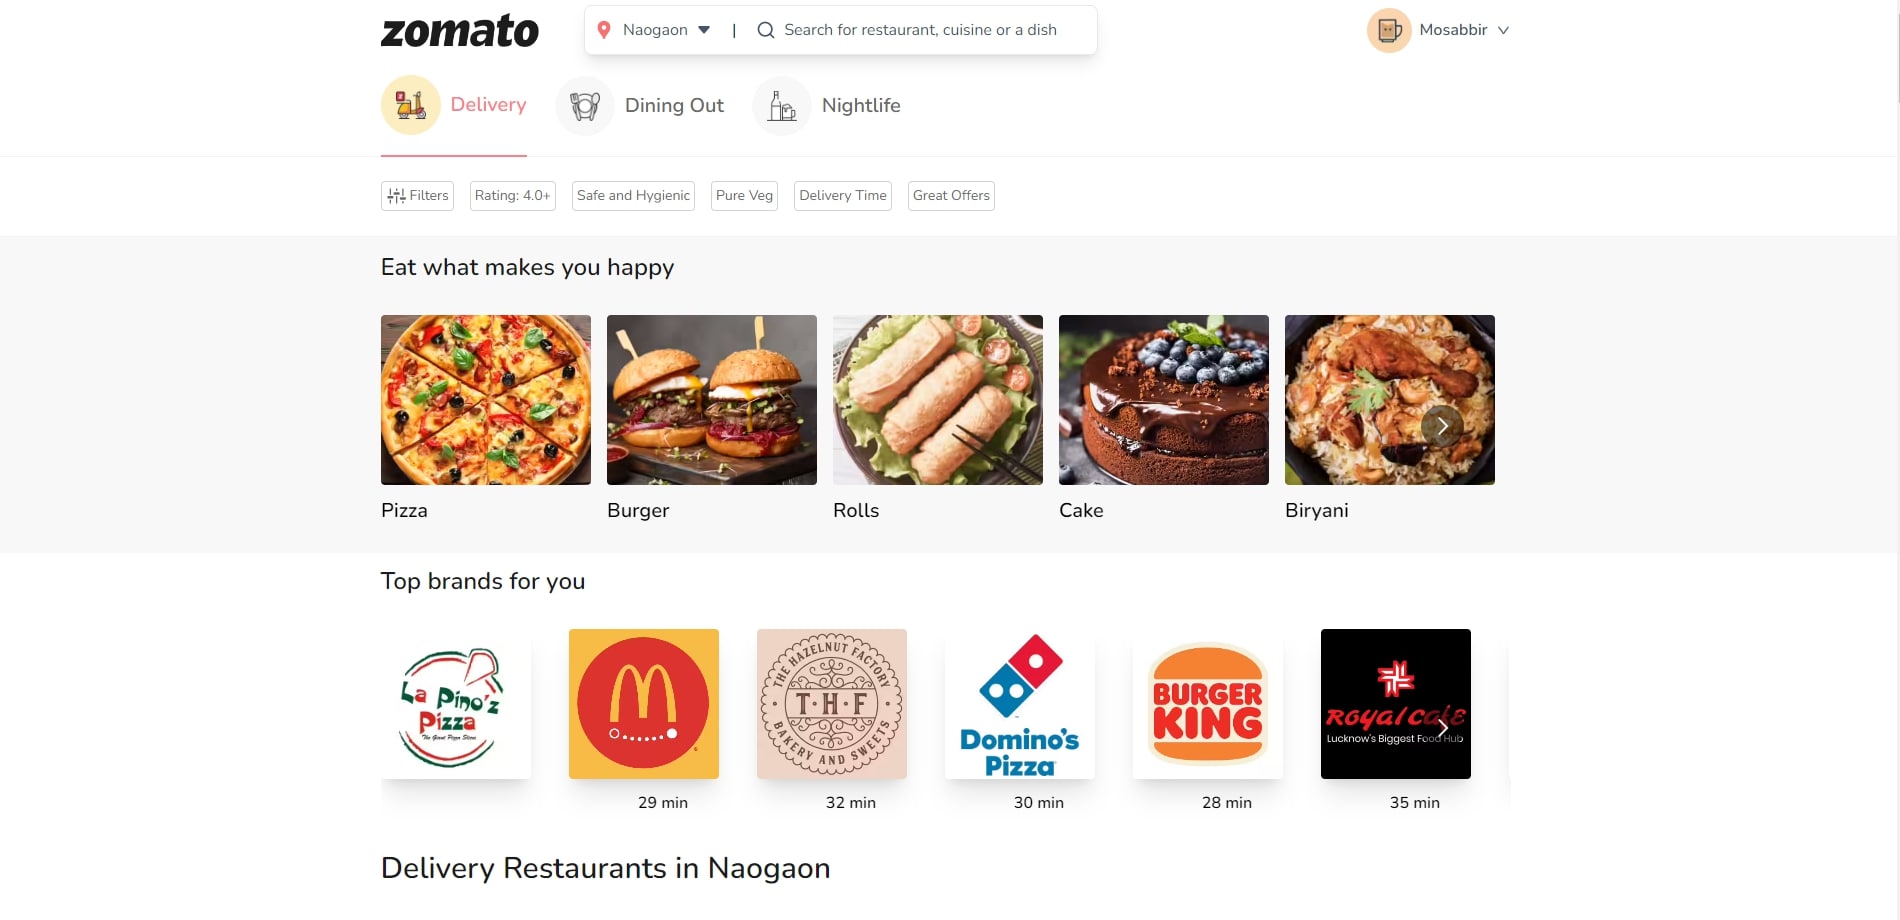 zomato
Naogaon | Search for restaurant, cuisine or a dish
Mosabbir
Delivery
Dining Out
Nightlife
Filters
Rating: 4.0+
Safe and Hygienic
Pure Veg
Delivery Time
Great Offers
Eat what makes you happy
Pizza
Burger
Rolls
Cake
Biryani
Top brands for you
La Pino'z
Pizza
The Giant Pizza Slices
THE HAZELNUT FACTORY
T·H·F
BAKERY AND SWEETS
Domino's
Pizza
BURGER
KING
Royal Cafe
Lucknow's Biggest Food Hub
29 min
32 min
30 min
28 min
35 min
Delivery Restaurants in Naogaon